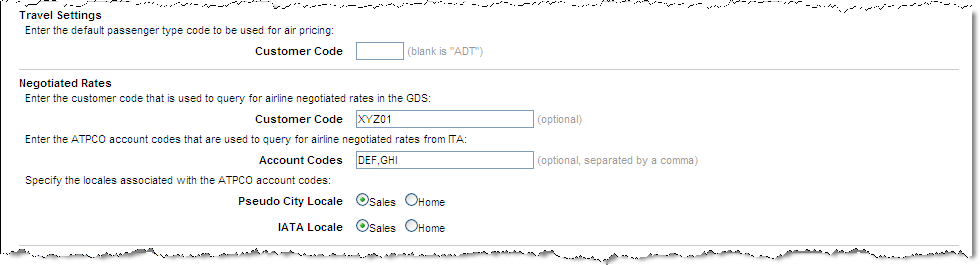 Travel Settings
Enter the default passenger type code to be used for air pricing:
Customer Code (blank is "ADT")
Negotiated Rates
Enter the customer code that is used to query for airline negotiated rates in the GDS:
Customer Code XYZ01 (optional)
Enter the ATPCO account codes that are used to query for airline negotiated rates from ITA:
Account Codes DEF,GHI (optional, separated by a comma)
Specify the locales associated with the ATPCO account codes:
Pseudo City Locale Sales Home
IATA Locale Sales Home